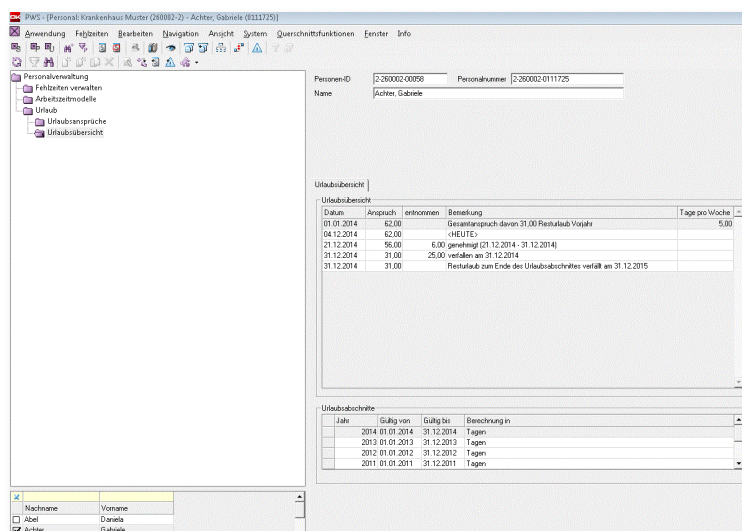 PWS - [Personal: Krankenhaus Muster (260002-2) - Achter, Gabriele (0111725)]
Anwendung Fehlzeiten Bearbeiten Navigation Ansicht System Querschnittsfunktionen Fenster Info
Personalverwaltung
Fehlzeiten verwalten
Arbeitszeitmodelle
Urlaub
Urlaubsansprüche
Urlaubsübersicht
Personen-ID 2-260002-00058 Personalnummer 2-260002-0111725
Name Achter, Gabriele
Urlaubsübersicht
Urlaubsübersicht
Datum Anspruch entnommen Bemerkung Tage pro Woche
01.01.2014 62,00 Gesamtanspruch davon 31,00 Resturlaub Vorjahr 5,00
04.12.2014 62,00 <HEUTE>
21.12.2014 56,00 6,00 genehmigt (21.12.2014 - 31.12.2014)
31.12.2014 31,00 25,00 verfallen am 31.12.2014
31.12.2014 31,00 Resturlaub zum Ende des Urlaubsabschnittes verfällt am 31.12.2015
Urlaubsabschnitte
Jahr Gültig von Gültig bis Berechnung in
2014 01.01.2014 31.12.2014 Tagen
2013 01.01.2013 31.12.2013 Tagen
2012 01.01.2012 31.12.2012 Tagen
2011 01.01.2011 31.12.2011 Tagen
Nachname Vorname
Abel Daniela
Achter Gabriele